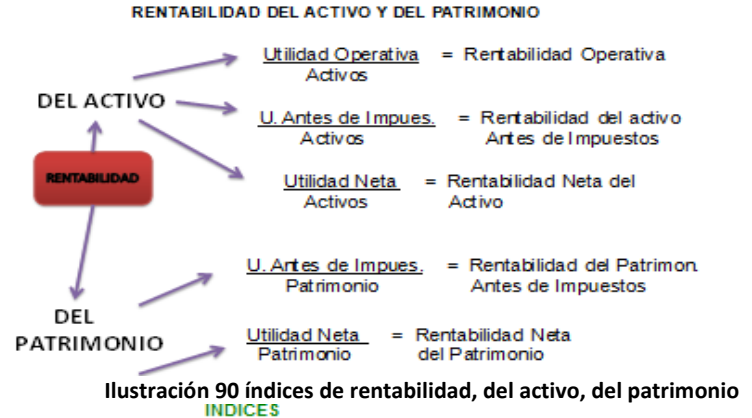 RENTABILIDAD DEL ACTIVO Y DEL PATRIMONIO
Utilidad Operativa = Rentabilidad Operativa
Activos
DEL ACTIVO
U. Antes de Impues. = Rentabilidad del activo
Activos Antes de Impuestos
RENTABILIDAD
Utilidad Neta = Rentabilidad Neta del
Activos Activo
U. Antes de Impues. = Rentabilidad del Patrimon.
Patrimonio Antes de Impuestos
DEL
PATRIMONIO
Utilidad Neta = Rentabilidad Neta
Patrimonio del Patrimonio
Ilustración 90 índices de rentabilidad, del activo, del patrimonio
INDICES